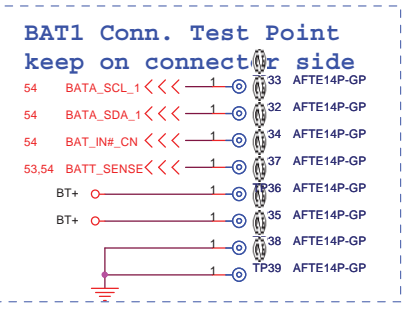 BAT1 Conn. Test Point
keep on connector side
54 BATA_SCL_1 1 33 AFTE14P-GP
54 BATA_SDA_1 1 32 AFTE14P-GP
54 BAT_IN#_CN 1 34 AFTE14P-GP
53,54 BATT_SENSE 1 37 AFTE14P-GP
BT+ 1 TP36 AFTE14P-GP
BT+ 1 35 AFTE14P-GP
1 38 AFTE14P-GP
1 TP39 AFTE14P-GP